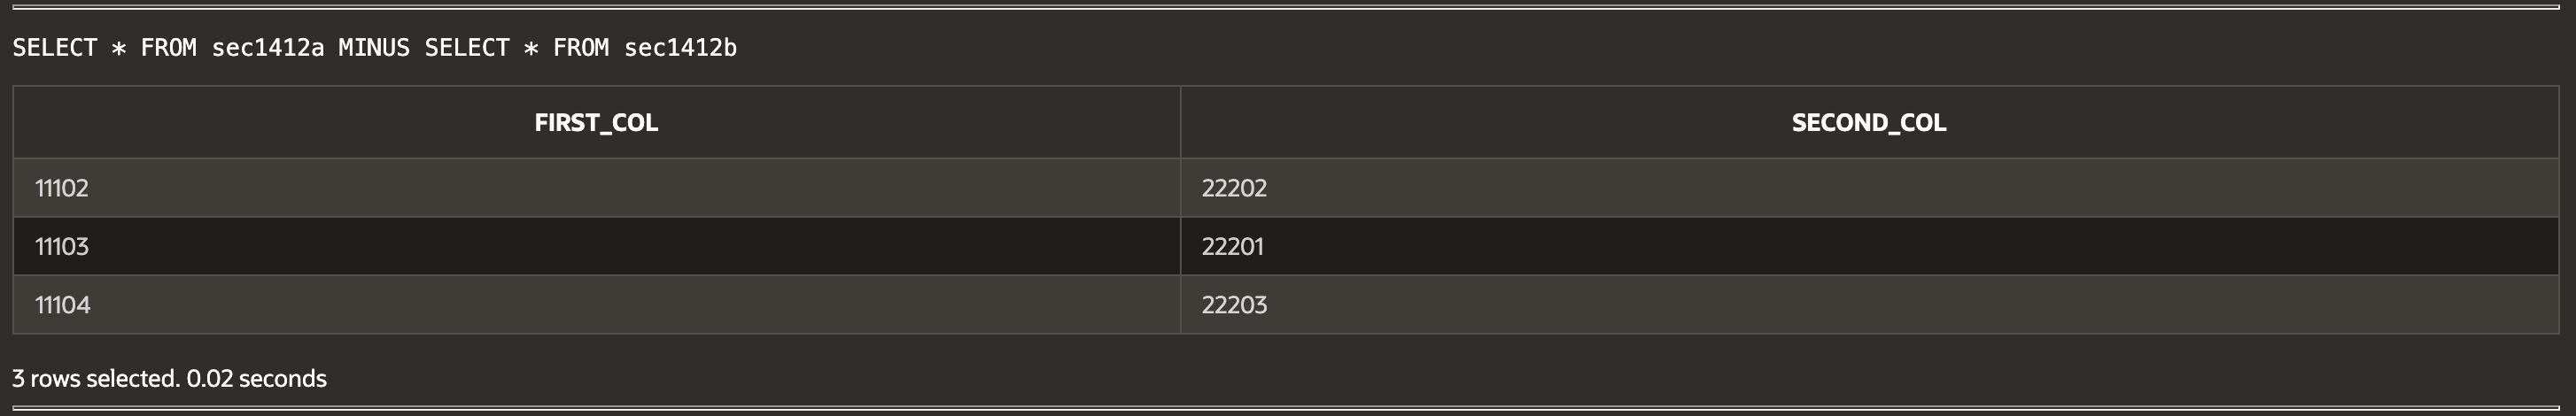 SELECT * FROM sec1412a MINUS SELECT * FROM sec1412b
FIRST_COL SECOND_COL
11102 22202
11103 22201
11104 22203
3 rows selected. 0.02 seconds